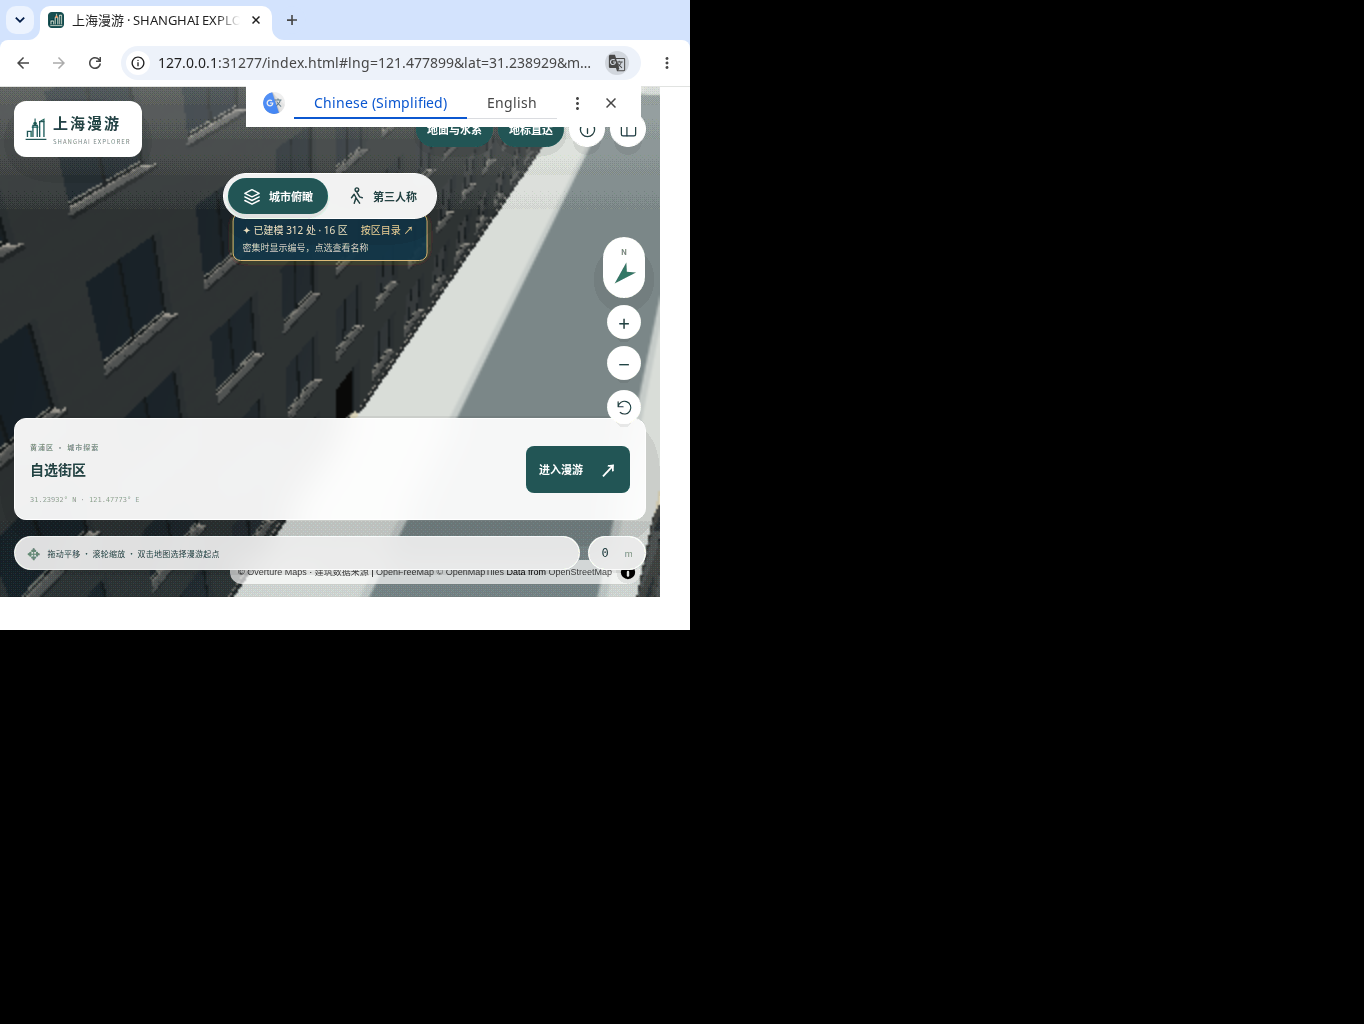 上海漫游 · SHANGHAI EXPLO
127.0.0.1:31277/index.html#lng=121.477899&lat=31.238929&m...
Chinese (Simplified)
English
上海漫游
SHANGHAI EXPLORER
地面与水系
地标直达
城市俯瞰
第三人称
✦ 已建模 312 处 · 16 区 按区目录 ↗
密集时显示编号，点选查看名称
N
+
−
黄浦区 · 城市探索
自选街区
31.23932° N · 121.47773° E
进入漫游 ↗
拖动平移 · 滚轮缩放 · 双击地图选择漫游起点
0 m
© Overture Maps · 建筑数据来源 | OpenFreeMap © OpenMapTiles Data from OpenStreetMap